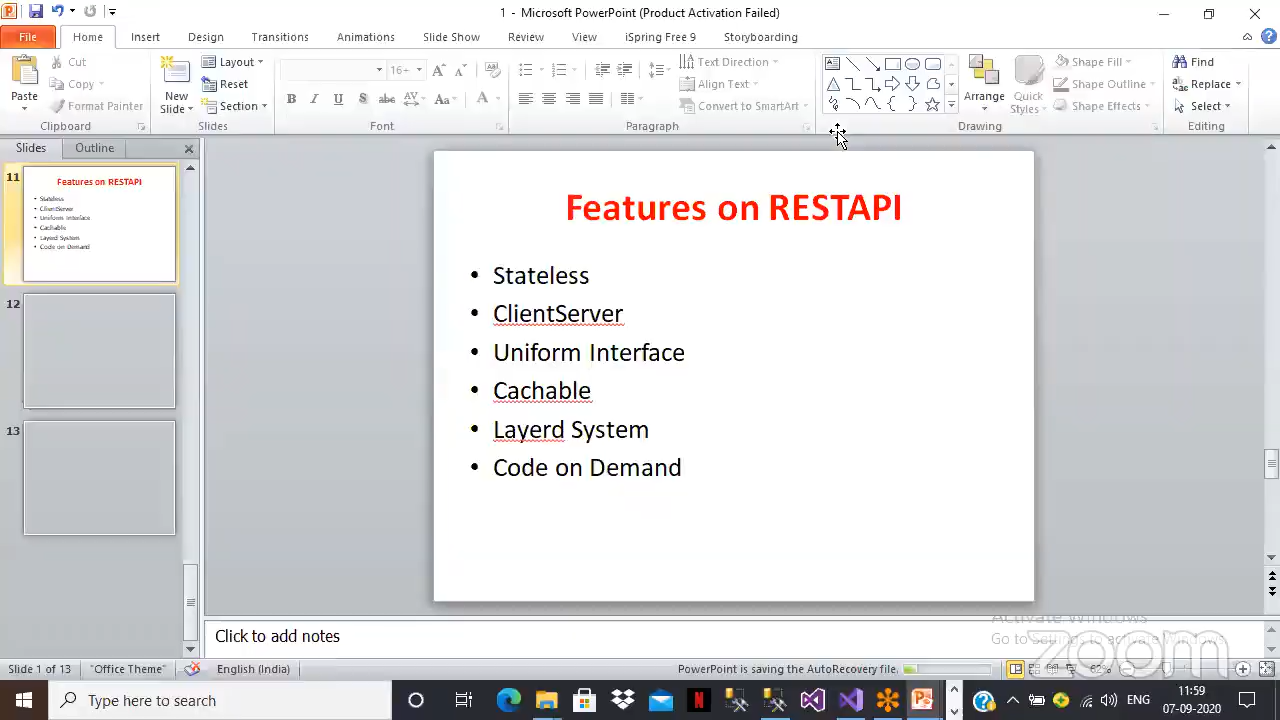 1 - Microsoft PowerPoint (Product Activation Failed)
File Home Insert Design Transitions Animations Slide Show Review View iSpring Free 9 Storyboarding
Paste
Cut
Copy
Format Painter
Clipboard
New Slide
Layout
Reset
Section
Slides
16+
Font
Text Direction
Align Text
Convert to SmartArt
Paragraph
Arrange
Quick Styles
Shape Fill
Shape Outline
Shape Effects
Drawing
Find
Replace
Select
Editing
Slides Outline
11
Features on RESTAPI
• Stateless
• ClientServer
• Uniform Interface
• Cachable
• Layerd System
• Code on Demand
12
13
Features on RESTAPI
• Stateless
• ClientServer
• Uniform Interface
• Cachable
• Layerd System
• Code on Demand
Click to add notes
Activate Windows
zoom
Slide 1 of 13 "Office Theme" English (India) PowerPoint is saving the AutoRecovery file. 82%
Type here to search
ENG
11:59
07-09-2020